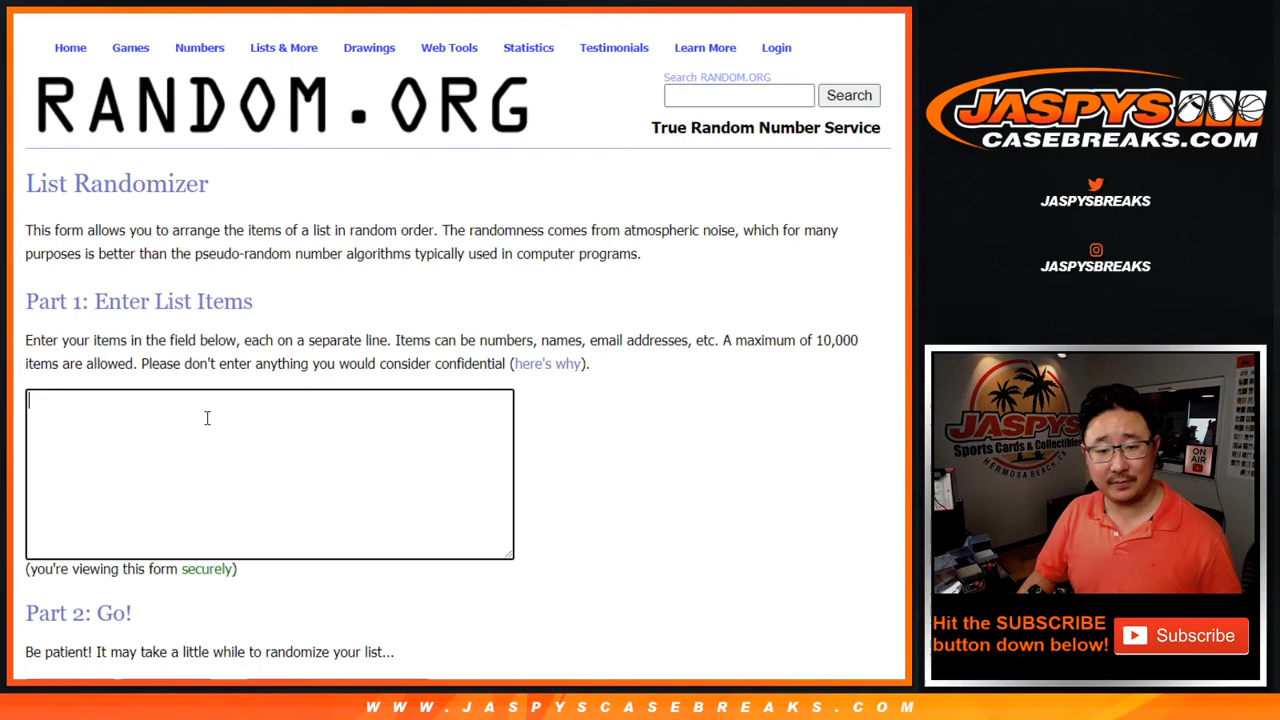 Home Games Numbers Lists & More Drawings Web Tools Statistics Testimonials Learn More Login
RANDOM.ORG
Search RANDOM.ORG
Search
True Random Number Service
List Randomizer
This form allows you to arrange the items of a list in random order. The randomness comes from atmospheric noise, which for many
purposes is better than the pseudo-random number algorithms typically used in computer programs.
Part 1: Enter List Items
Enter your items in the field below, each on a separate line. Items can be numbers, names, email addresses, etc. A maximum of 10,000
items are allowed. Please don't enter anything you would consider confidential (here's why).
(you're viewing this form securely)
Part 2: Go!
Be patient! It may take a little while to randomize your list...
JASPYS
CASEBREAKS.COM
JASPYSBREAKS
JASPYSBREAKS
JASPYS
Sports Cards & Collectibles
HERMOSA BEACH
ON AIR
Hit the SUBSCRIBE
button down below!
Subscribe
WWW.JASPYSCASEBREAKS.COM